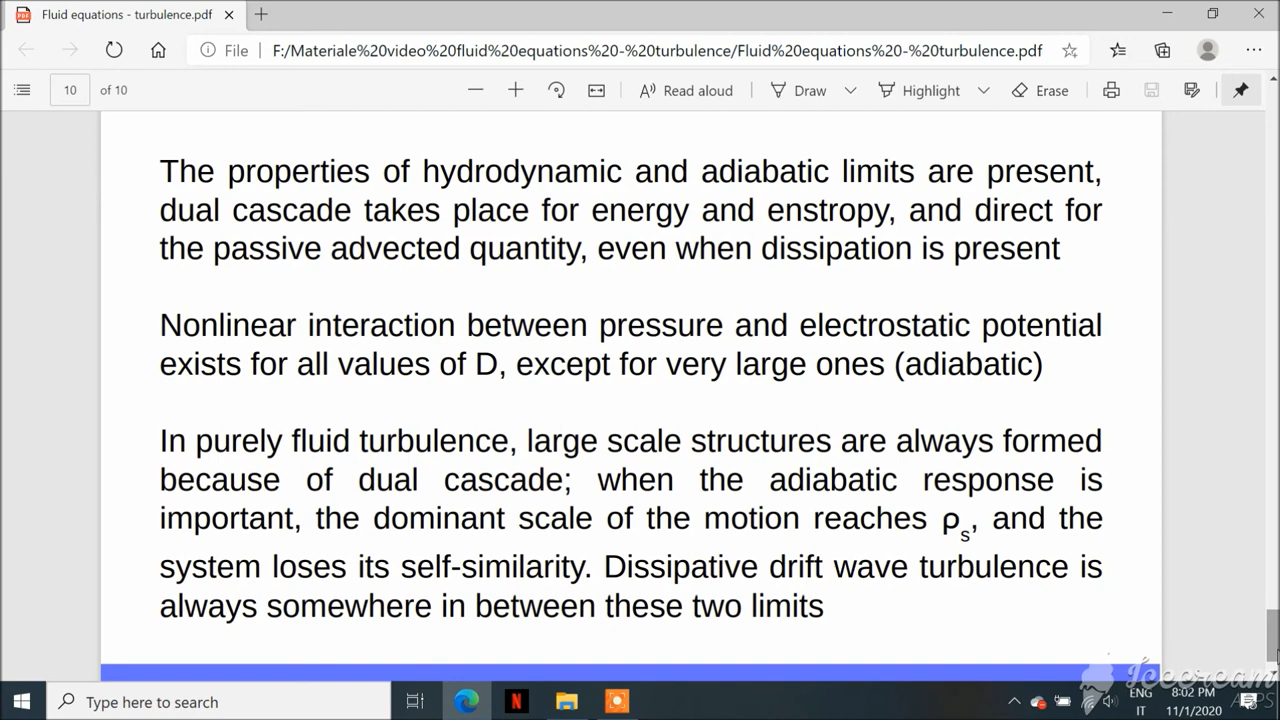 Fluid equations - turbulence.pdf
File F:/Materiale%20video%20fluid%20equations%20-%20turbulence/Fluid%20equations%20-%20turbulence.pdf
10 of 10 Read aloud Draw Highlight Erase
The properties of hydrodynamic and adiabatic limits are present,
dual cascade takes place for energy and enstropy, and direct for
the passive advected quantity, even when dissipation is present
Nonlinear interaction between pressure and electrostatic potential
exists for all values of D, except for very large ones (adiabatic)
In purely fluid turbulence, large scale structures are always formed
because of dual cascade; when the adiabatic response is
important, the dominant scale of the motion reaches ρs, and the
system loses its self-similarity. Dissipative drift wave turbulence is
always somewhere in between these two limits
Icecream
APPS
Type here to search
ENG
IT
8:02 PM
11/1/2020